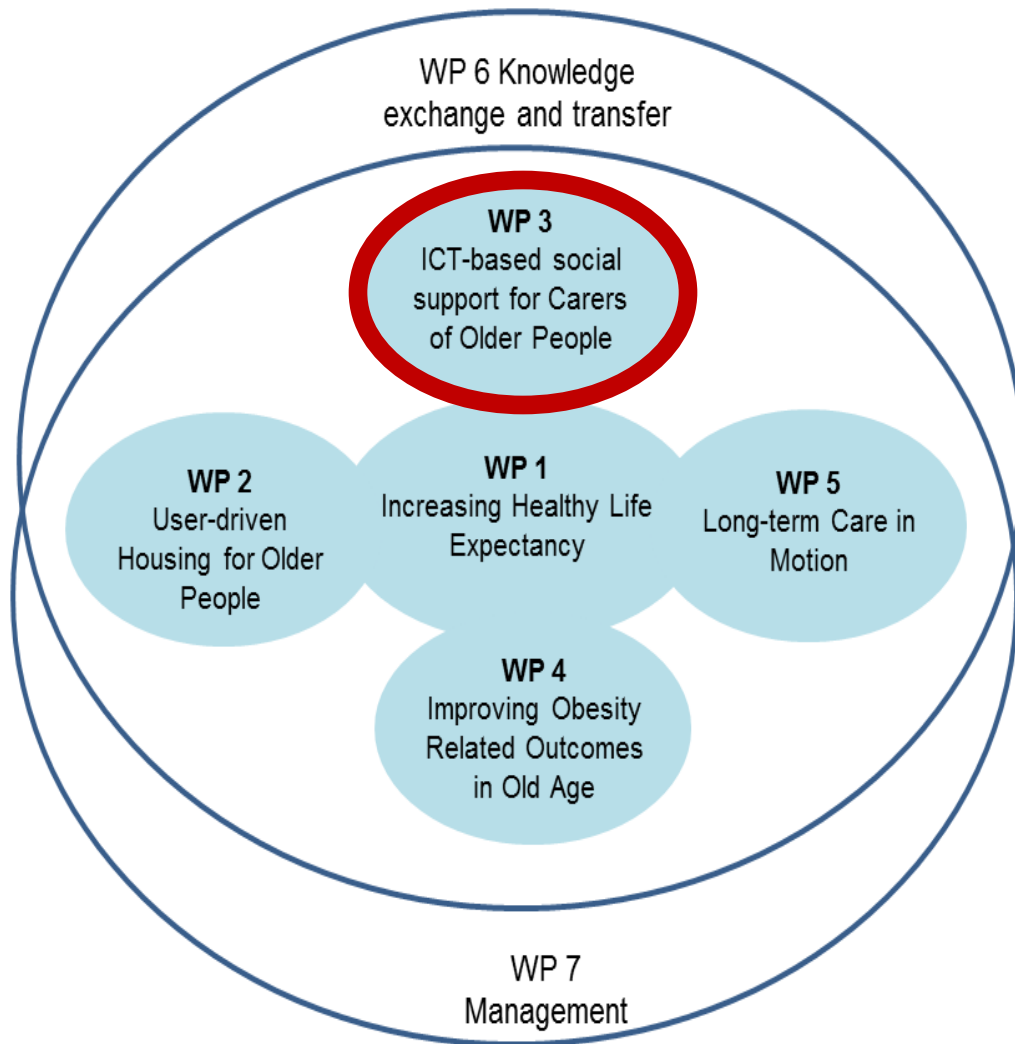 WP 6 Knowledge
exchange and transfer
WP 3
ICT-based social
support for Carers
of Older People
WP 2
User-driven
Housing for Older
People
WP 1
Increasing Healthy Life
Expectancy
WP 5
Long-term Care in
Motion
WP 4
Improving Obesity
Related Outcomes
in Old Age
WP 7
Management